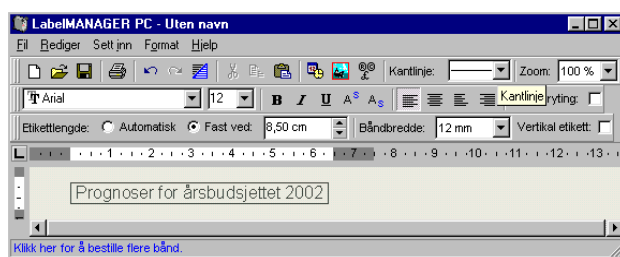 LabelMANAGER PC - Uten navn
Fil Rediger Sett inn Format Hjelp
Kantlinje: Zoom: 100 %
Arial 12 B I U A S A S Kantlinje ryting:
Etikettlengde: Automatisk Fast ved: 8,50 cm Båndbredde: 12 mm Vertikal etikett:
L 1 2 3 4 5 6 7 8 9 10 11 12 13
Prognoser for årsbudsjettet 2002
Klikk her for å bestille flere bånd.